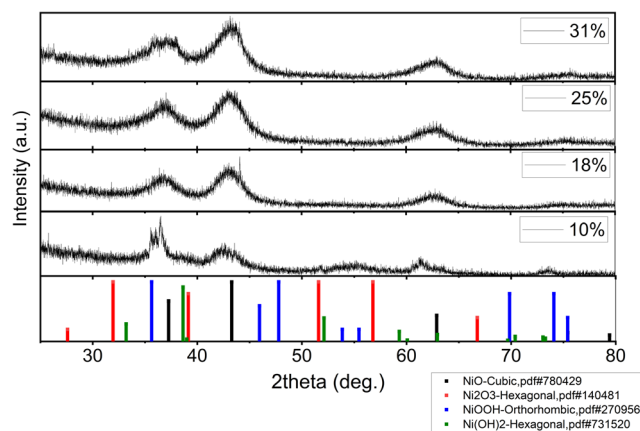 31%
25%
18%
10%
Intensity (a.u.)
30 40 50 60 70 80
2theta (deg.)
NiO-Cubic,pdf#780429
Ni2O3-Hexagonal,pdf#140481
NiOOH-Orthorhombic,pdf#270956
Ni(OH)2-Hexagonal,pdf#731520